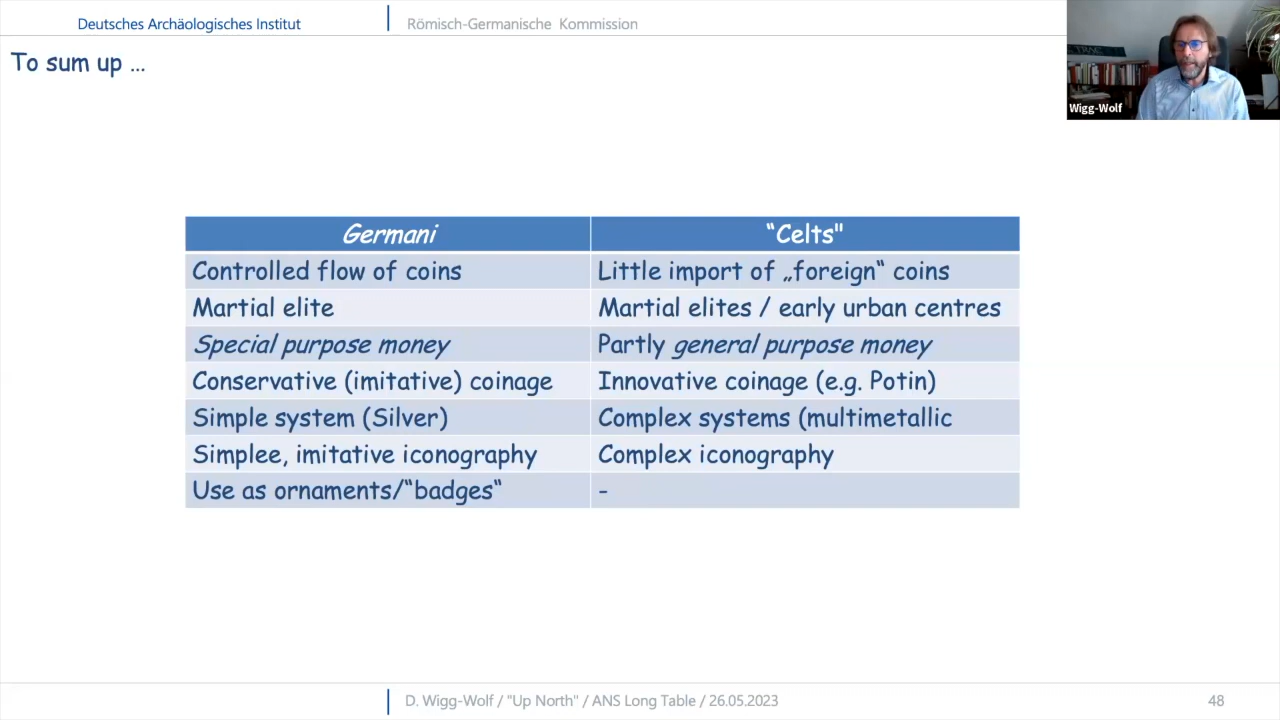 Deutsches Archäologisches Institut
Römisch-Germanische Kommission
To sum up ...
Wigg-Wolf
Germani
“Celts"
Controlled flow of coins
Little import of „foreign“ coins
Martial elite
Martial elites / early urban centres
Special purpose money
Partly general purpose money
Conservative (imitative) coinage
Innovative coinage (e.g. Potin)
Simple system (Silver)
Complex systems (multimetallic
Simplee, imitative iconography
Complex iconography
Use as ornaments/“badges“
-
D. Wigg-Wolf / "Up North" / ANS Long Table / 26.05.2023
48